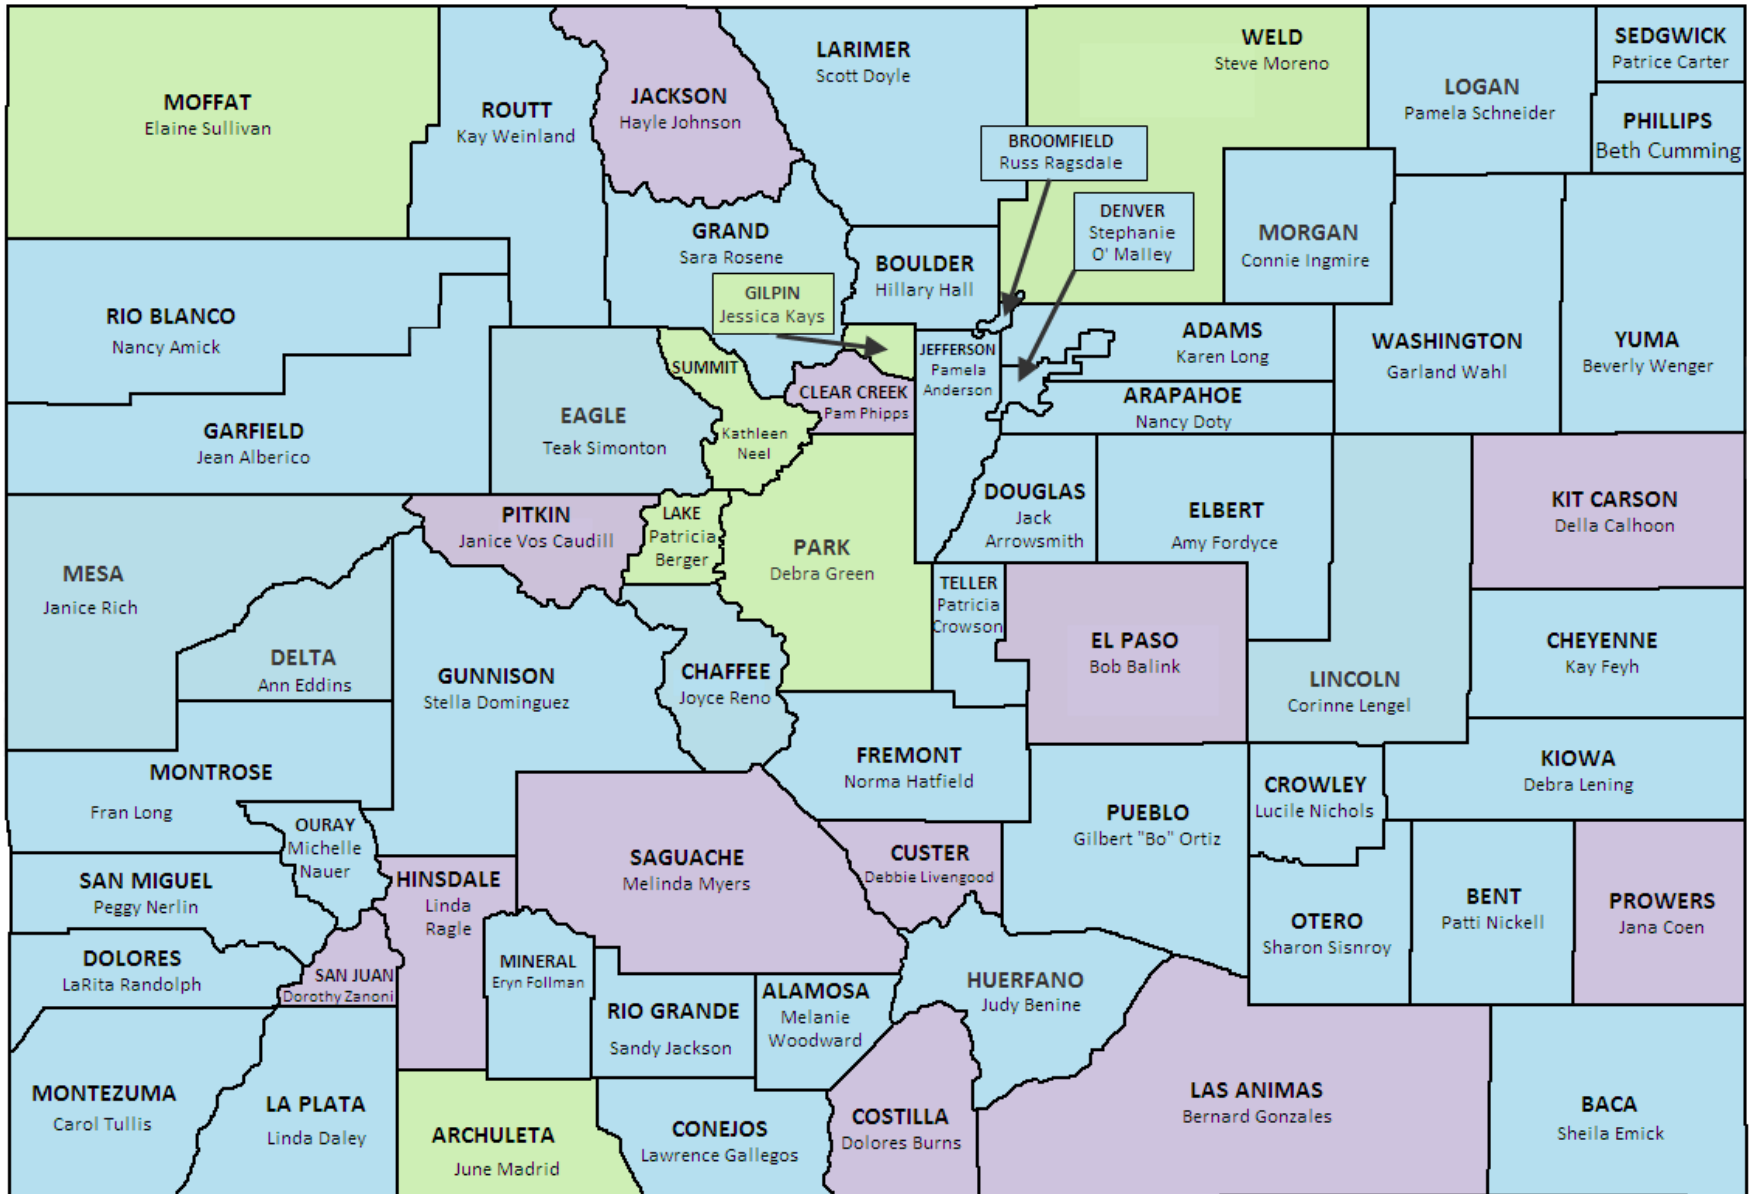 MOFFAT
Elaine Sullivan
ROUTT
Kay Weinland
JACKSON
Hayle Johnson
LARIMER
Scott Doyle
WELD
Steve Moreno
LOGAN
Pamela Schneider
SEDGWICK
Patrice Carter
PHILLIPS
Beth Cumming
BROOMFIELD
Russ Ragsdale
DENVER
Stephanie
O' Malley
MORGAN
Connie Ingmire
GRAND
Sara Rosene
BOULDER
Hillary Hall
GILPIN
Jessica Kays
RIO BLANCO
Nancy Amick
SUMMIT
Kathleen
Neel
CLEAR CREEK
Pam Phipps
JEFFERSON
Pamela
Anderson
ADAMS
Karen Long
ARAPAHOE
Nancy Doty
WASHINGTON
Garland Wahl
YUMA
Beverly Wenger
GARFIELD
Jean Alberico
EAGLE
Teak Simonton
PITKIN
Janice Vos Caudill
LAKE
Patricia
Berger
PARK
Debra Green
DOUGLAS
Jack
Arrowsmith
ELBERT
Amy Fordyce
KIT CARSON
Della Calhoon
MESA
Janice Rich
DELTA
Ann Eddins
GUNNISON
Stella Dominguez
CHAFFEE
Joyce Reno
TELLER
Patricia
Crowson
EL PASO
Bob Balink
LINCOLN
Corinne Lengel
CHEYENNE
Kay Feyh
MONTROSE
Fran Long
FREMONT
Norma Hatfield
CROWLEY
Lucile Nichols
KIOWA
Debra Lening
OURAY
Michelle
Nauer
SAGUACHE
Melinda Myers
CUSTER
Debbie Livengood
PUEBLO
Gilbert "Bo" Ortiz
SAN MIGUEL
Peggy Nerlin
HINSDALE
Linda
Ragle
OTERO
Sharon Sisnroy
BENT
Patti Nickell
PROWERS
Jana Coen
DOLORES
LaRita Randolph
SAN JUAN
Dorothy Zanoni
MINERAL
Eryn Follman
RIO GRANDE
Sandy Jackson
ALAMOSA
Melanie
Woodward
HUERFANO
Judy Benine
MONTEZUMA
Carol Tullis
LA PLATA
Linda Daley
ARCHULETA
June Madrid
CONEJOS
Lawrence Gallegos
COSTILLA
Dolores Burns
LAS ANIMAS
Bernard Gonzales
BACA
Sheila Emick